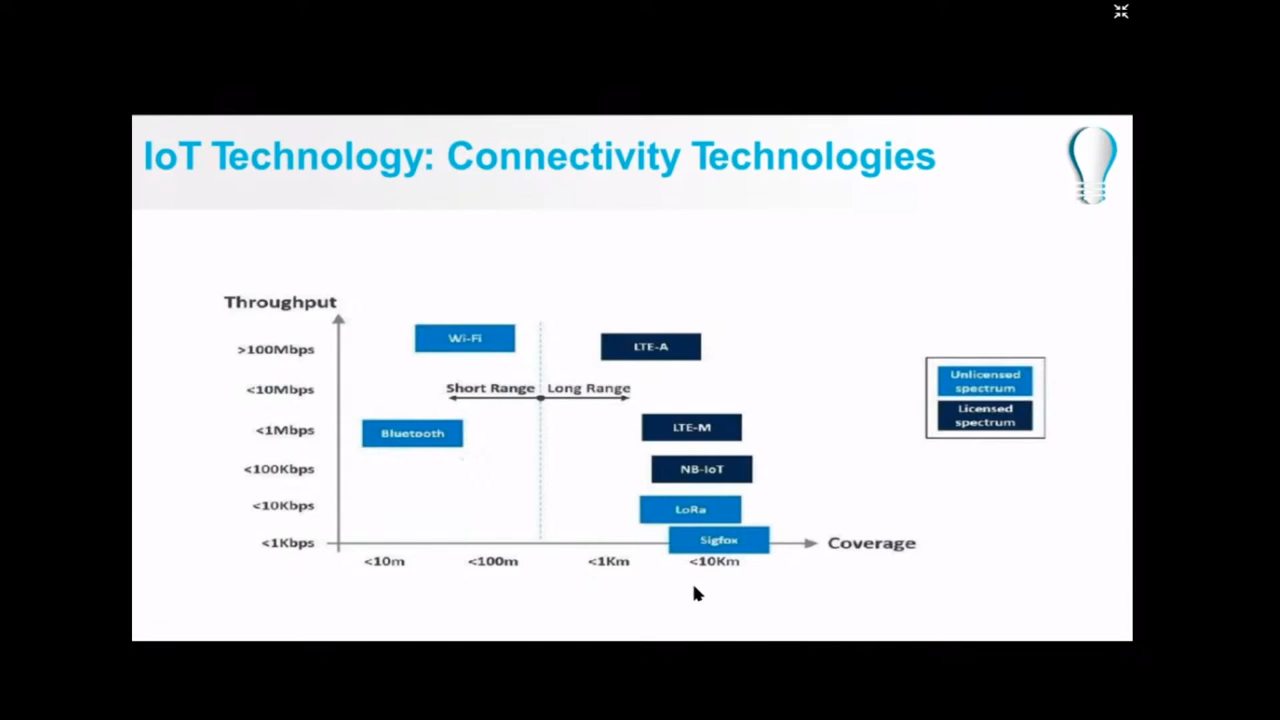 IoT Technology: Connectivity Technologies
Throughput
Wi-Fi
LTE-A
>100Mbps
Unlicensed
spectrum
<10Mbps
Short Range
Long Range
Licensed
spectrum
<1Mbps
Bluetooth
LTE-M
<100Kbps
NB-IoT
<10Kbps
LoRa
<1Kbps
Sigfox
Coverage
<10m
<100m
<1Km
<10Km